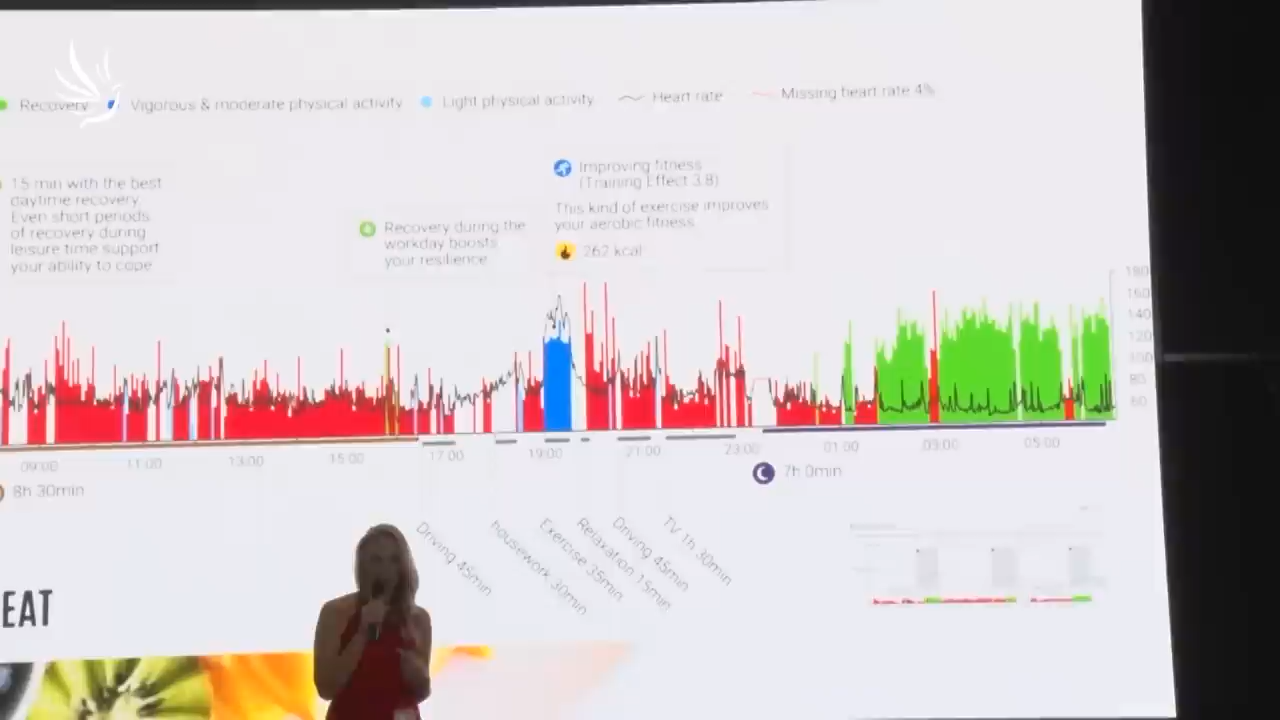 Recovery
Vigorous & moderate physical activity
Light physical activity
Heart rate
Missing heart rate 4%
15 min with the best
daytime recovery.
Even short periods
of recovery during
leisure time support
your ability to cope.
Recovery during the
workday boosts
your resilience.
Improving fitness
(Training Effect 3.8)
This kind of exercise improves
your aerobic fitness.
262 kcal
180
160
140
120
100
80
60
09:00
11:00
13:00
15:00
17:00
19:00
21:00
23:00
01:00
03:00
05:00
8h 30min
7h 0min
Driving 45min
housework 30min
Exercise 35min
Relaxation 15min
Driving 45min
TV 1h 30min
EAT